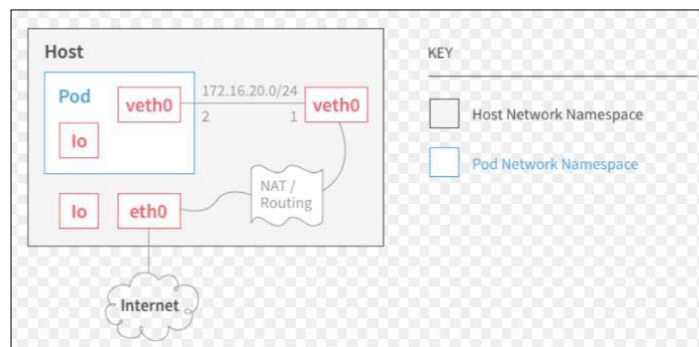 Host
Pod
veth0
172.16.20.0/24
veth0
2
1
lo
NAT /
Routing
lo
eth0
Internet
KEY
Host Network Namespace
Pod Network Namespace